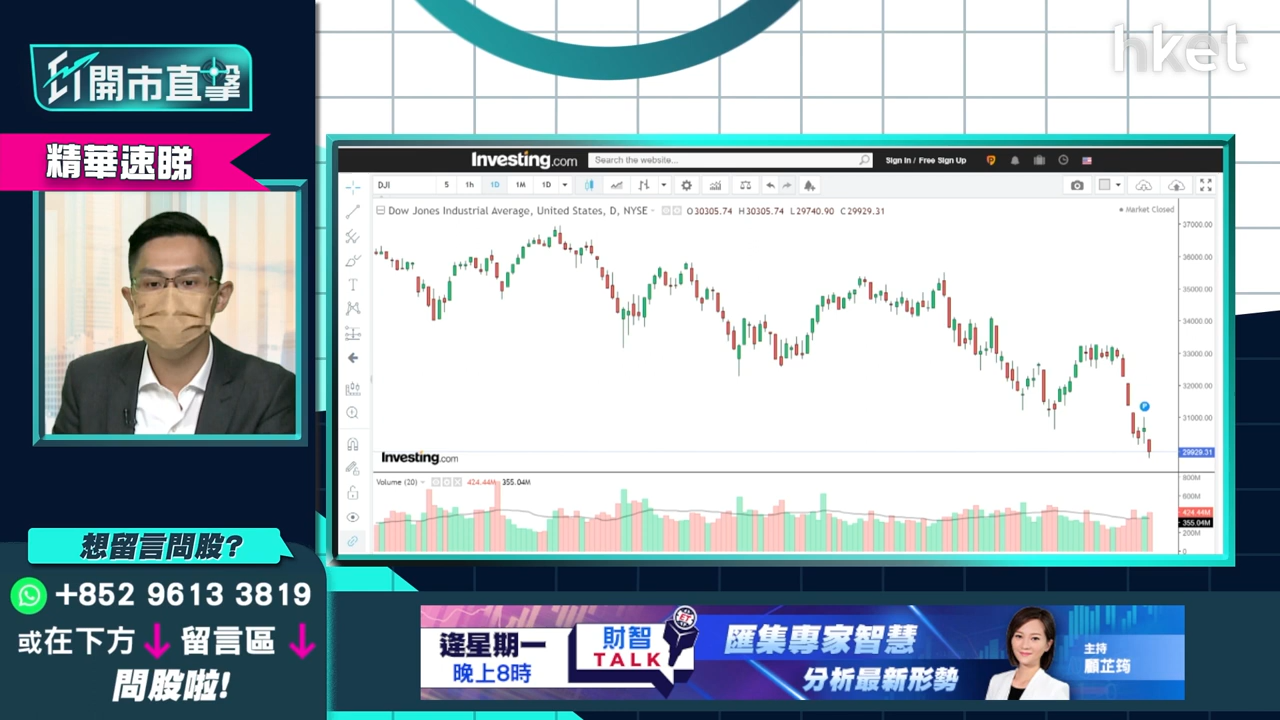 hket
開市直擊
精華速睇
Investing.com
Search the website...
Sign In / Free Sign Up
DJI
5
1h
1D
1M
1D
Dow Jones Industrial Average, United States, D, NYSE
O30305.74 H30305.74 L29740.90 C29929.31
Market Closed
37000.00
36000.00
35000.00
34000.00
33000.00
32000.00
31000.00
P
29929.31
Investing.com
Volume (20)
424.44M
355.04M
800M
600M
424.44M
355.04M
200M
0
想留言問股?
+852 9613 3819
或在下方 留言區
問股啦!
逢星期一
晚上8時
財智
TALK
匯集專家智慧
分析最新形勢
主持
顧芷筠